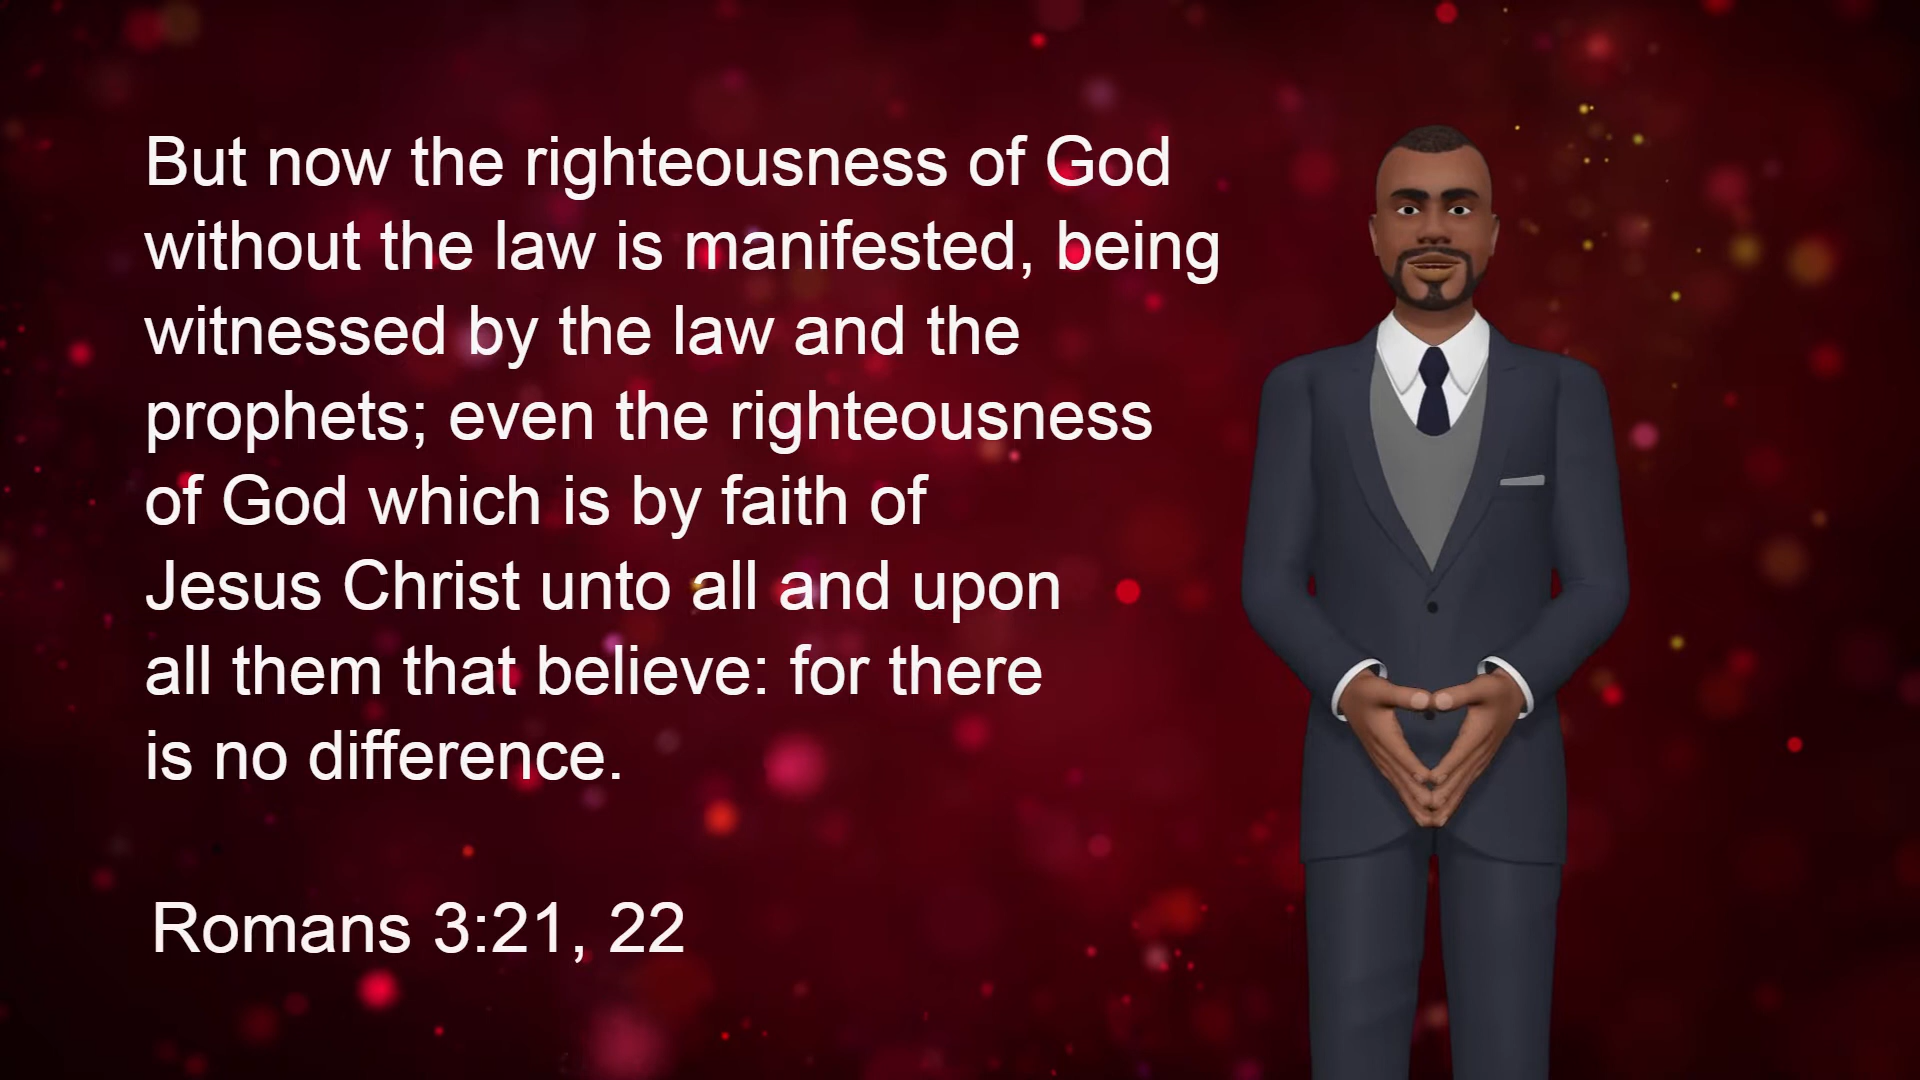 But now the righteousness of God
without the law is manifested, being
witnessed by the law and the
prophets; even the righteousness
of God which is by faith of
Jesus Christ unto all and upon
all them that believe: for there
is no difference.
Romans 3:21, 22